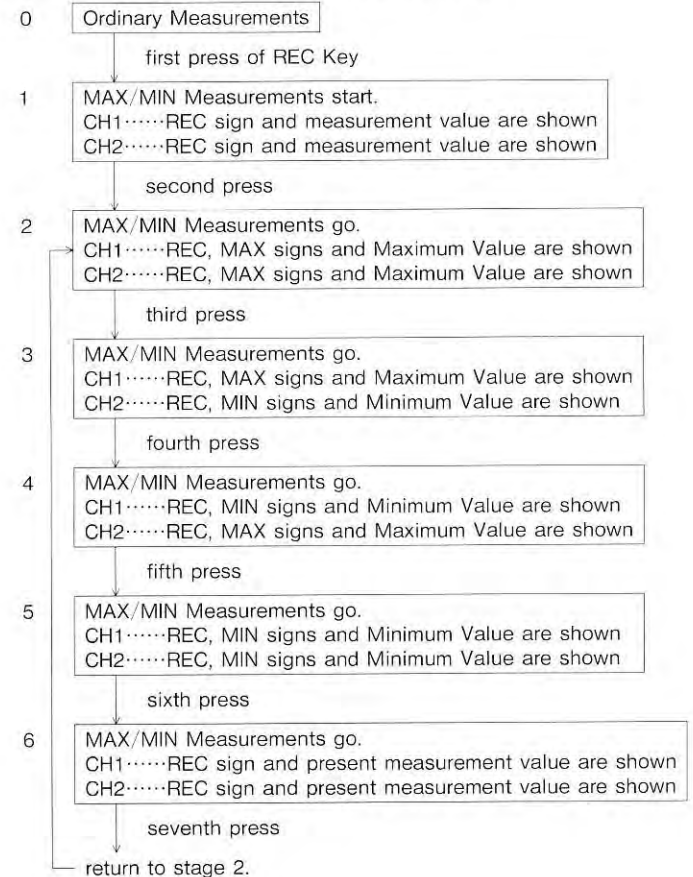 0 Ordinary Measurements
first press of REC Key
1 MAX/MIN Measurements start.
CH1······REC sign and measurement value are shown
CH2······REC sign and measurement value are shown
second press
2 MAX/MIN Measurements go.
CH1······REC, MAX signs and Maximum Value are shown
CH2······REC, MAX signs and Maximum Value are shown
third press
3 MAX/MIN Measurements go.
CH1······REC, MAX signs and Maximum Value are shown
CH2······REC, MIN signs and Minimum Value are shown
fourth press
4 MAX/MIN Measurements go.
CH1······REC, MIN signs and Minimum Value are shown
CH2······REC, MAX signs and Maximum Value are shown
fifth press
5 MAX/MIN Measurements go.
CH1······REC, MIN signs and Minimum Value are shown
CH2······REC, MIN signs and Minimum Value are shown
sixth press
6 MAX/MIN Measurements go.
CH1······REC sign and present measurement value are shown
CH2······REC sign and present measurement value are shown
seventh press
return to stage 2.